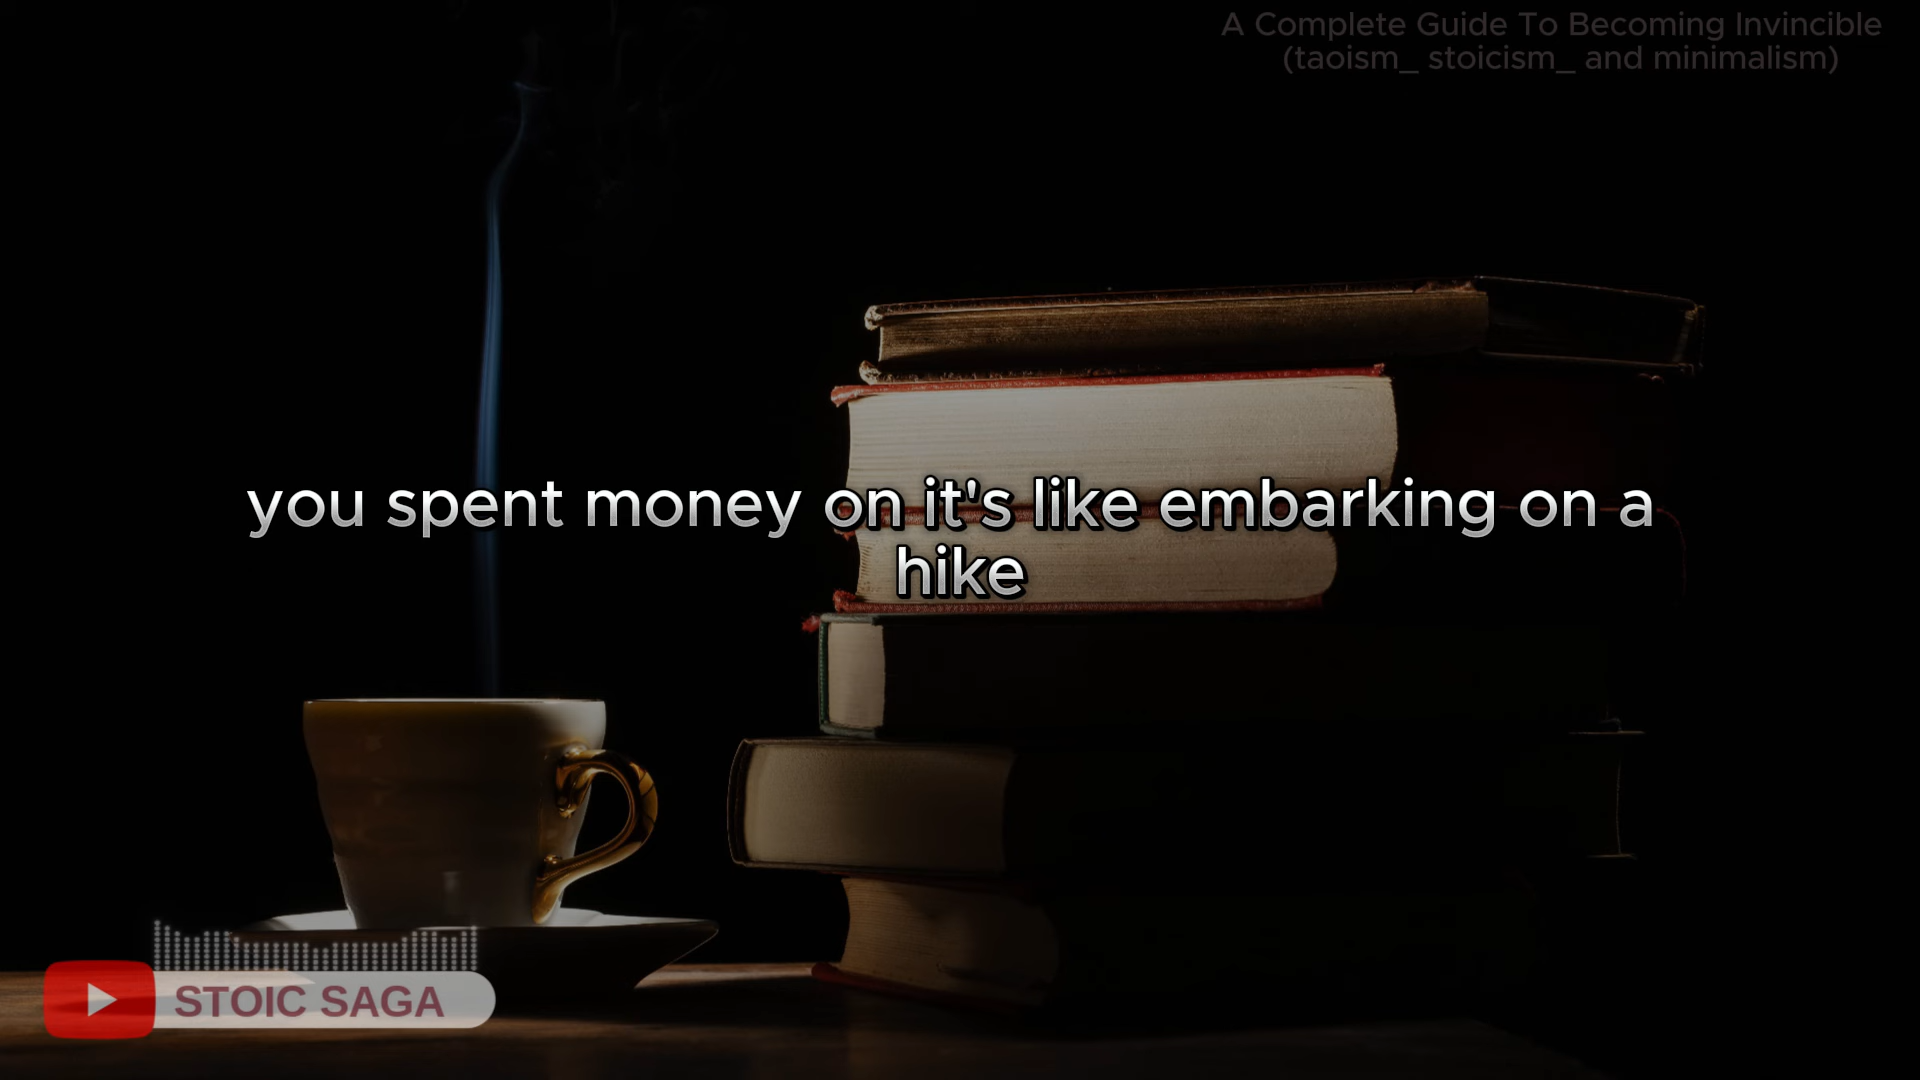 A Complete Guide To Becoming Invincible
(taoism_ stoicism_ and minimalism)
you spent money on it's like embarking on a
hike
STOIC SAGA